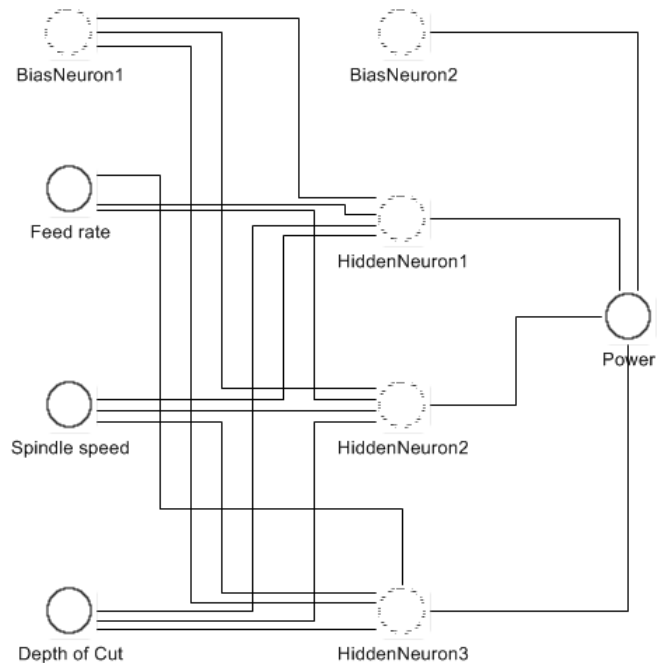 BiasNeuron1
BiasNeuron2
Feed rate
HiddenNeuron1
Power
Spindle speed
HiddenNeuron2
Depth of Cut
HiddenNeuron3